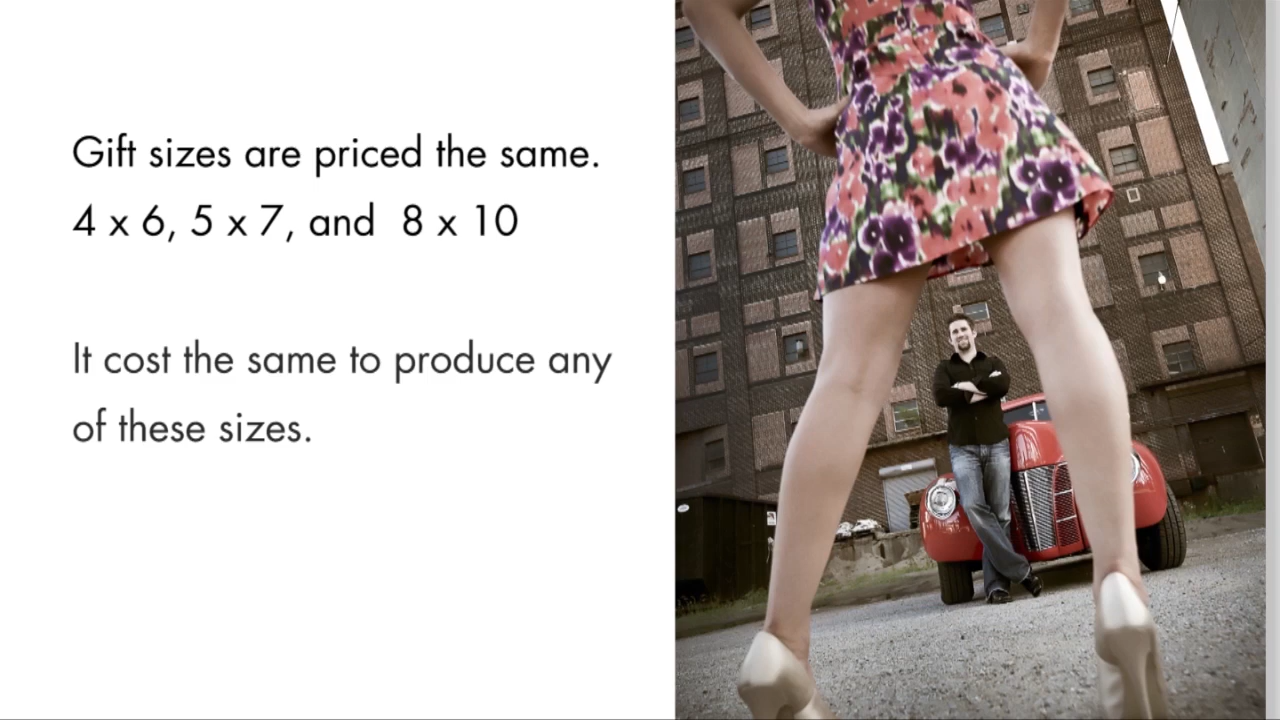 Gift sizes are priced the same.
4 x 6, 5 x 7, and 8 x 10
It cost the same to produce any
of these sizes.